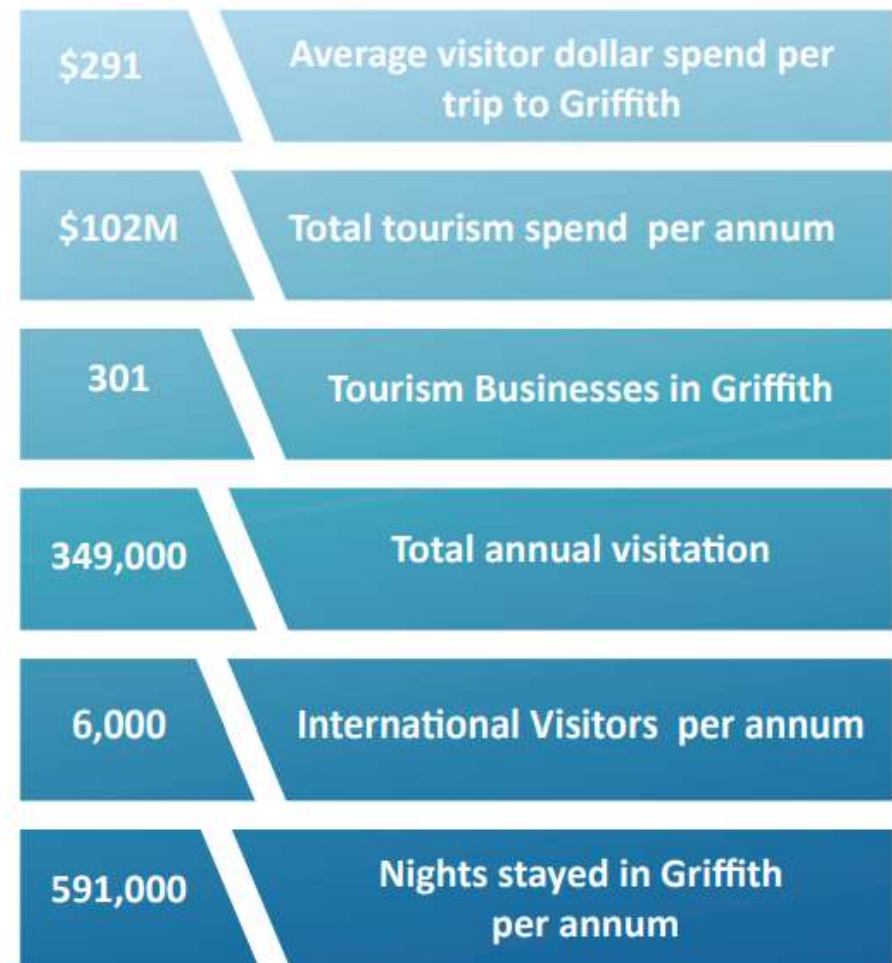 $291
Average visitor dollar spend per
trip to Griffith
$102M
Total tourism spend per annum
301
Tourism Businesses in Griffith
349,000
Total annual visitation
6,000
International Visitors per annum
591,000
Nights stayed in Griffith
per annum